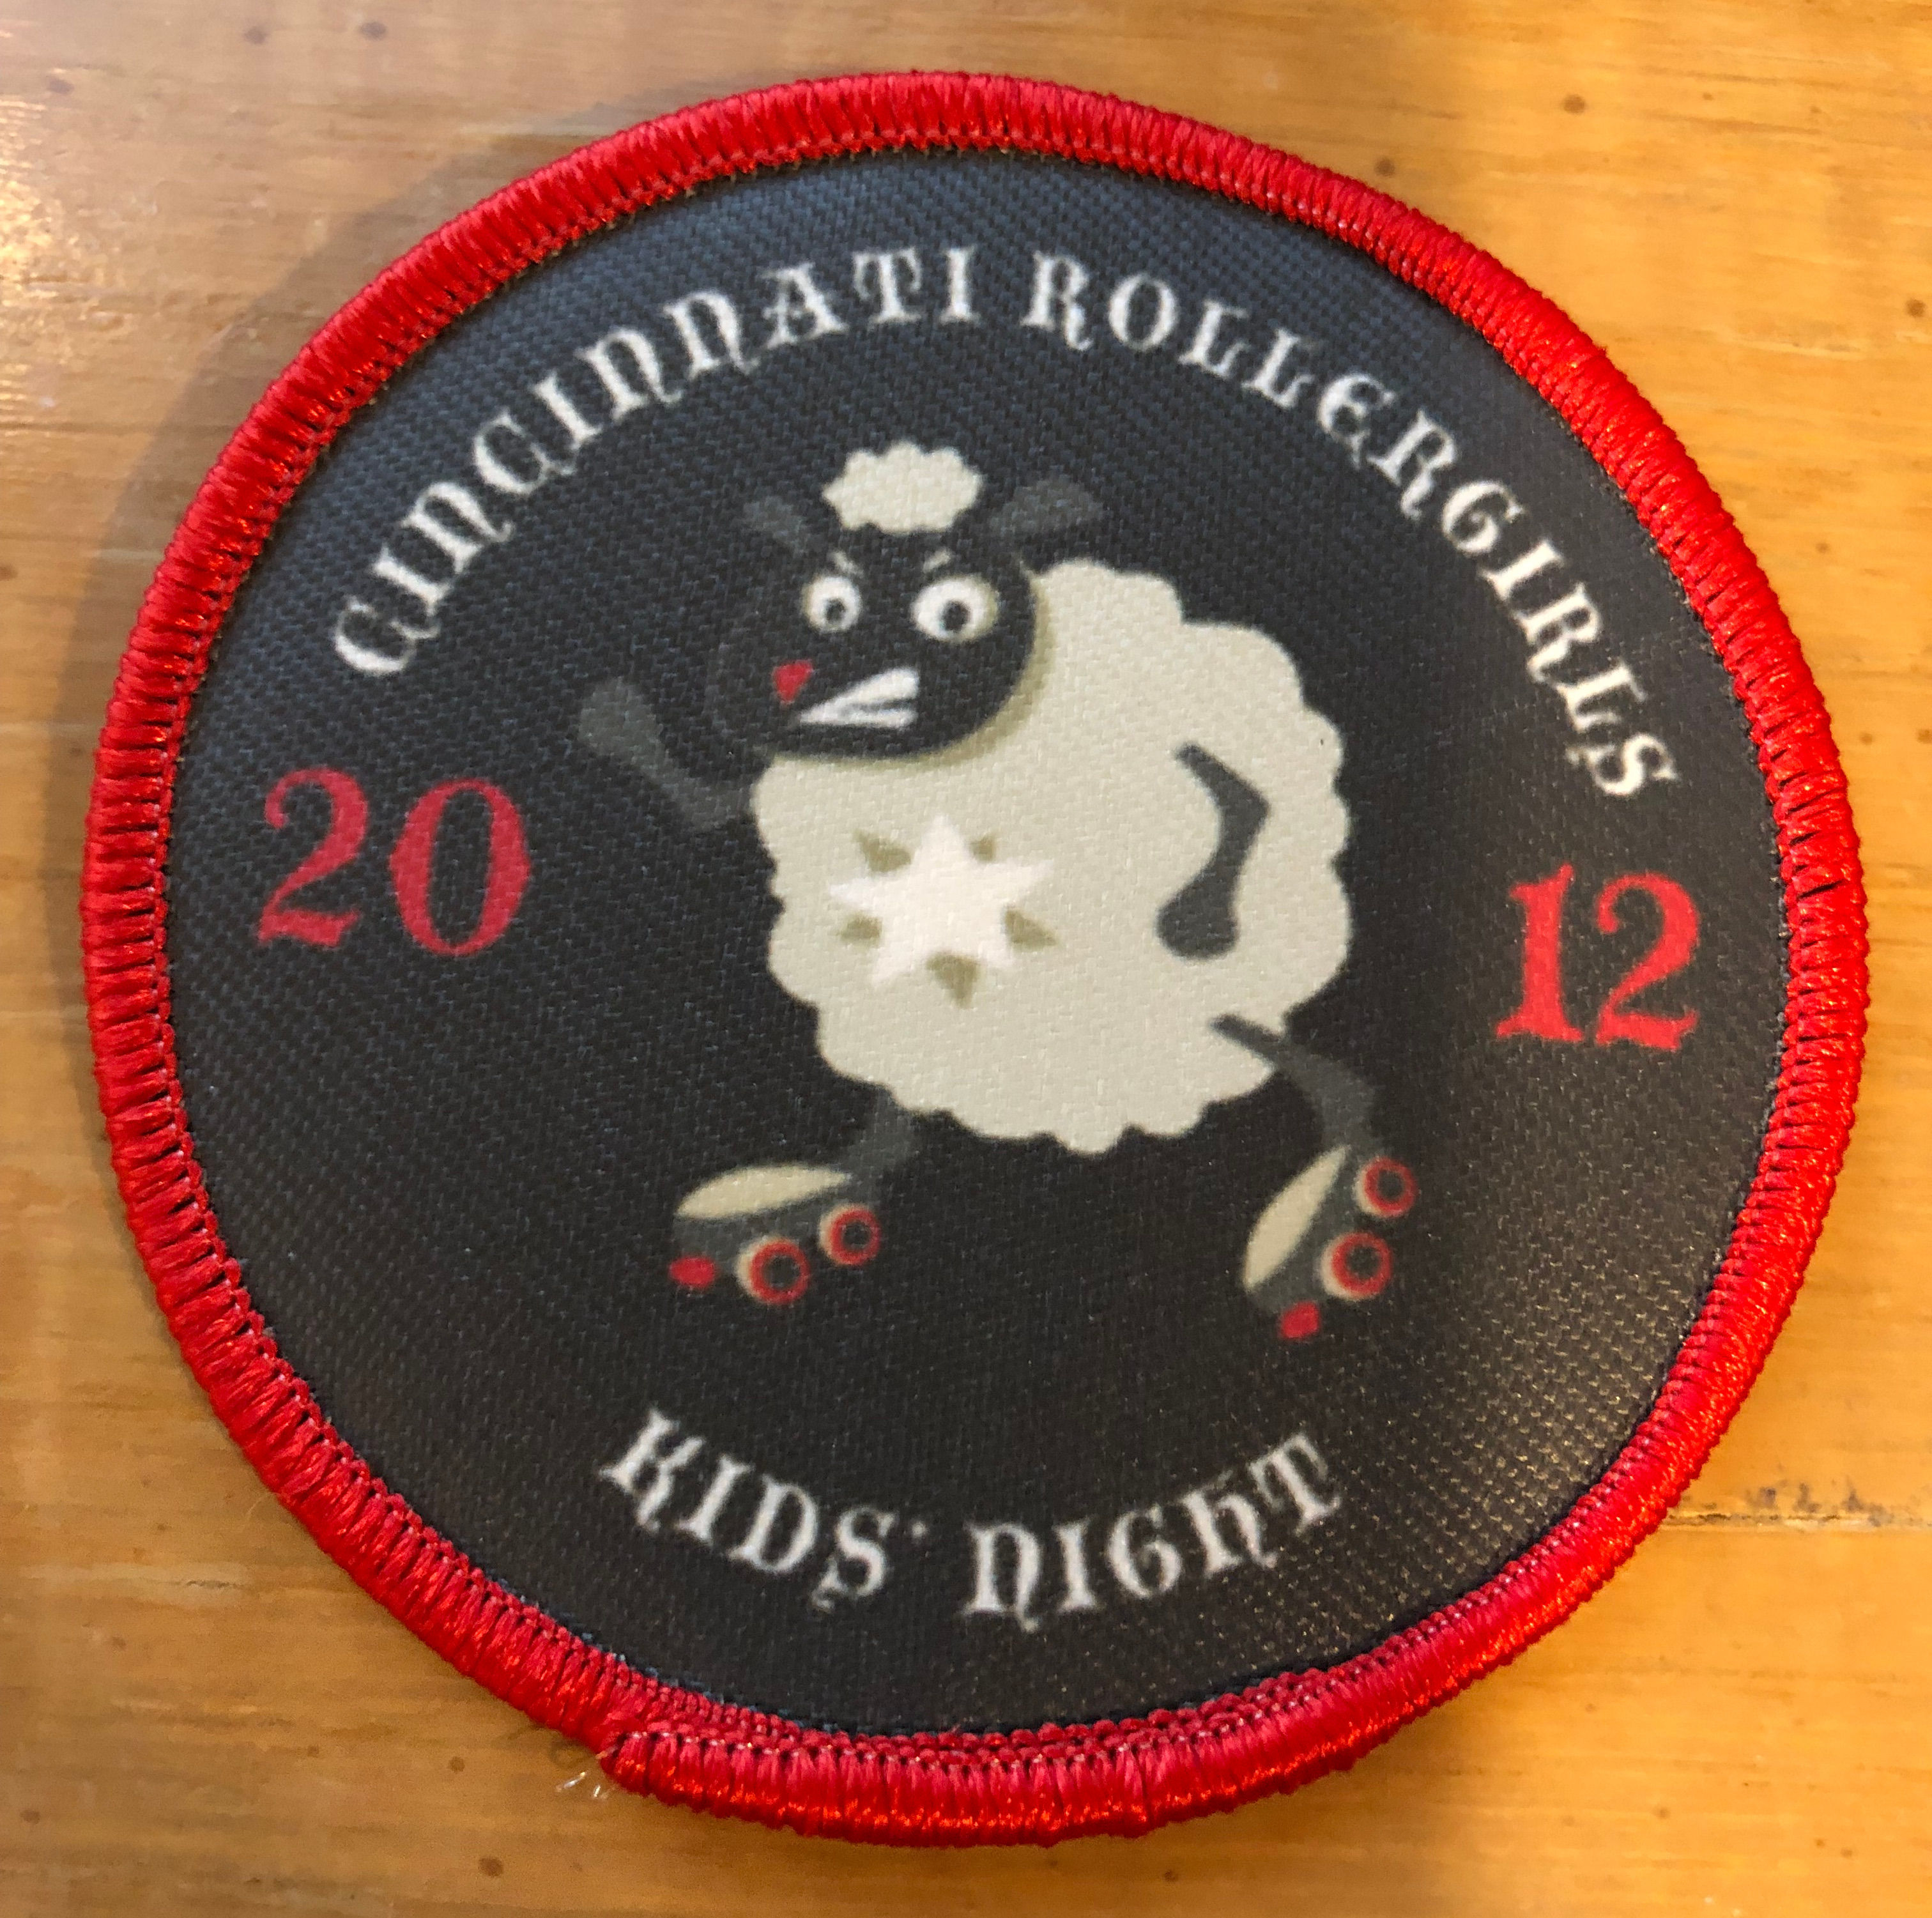 CINCINNATI ROLLERGIRLS
20 12
KIDS' NIGHT